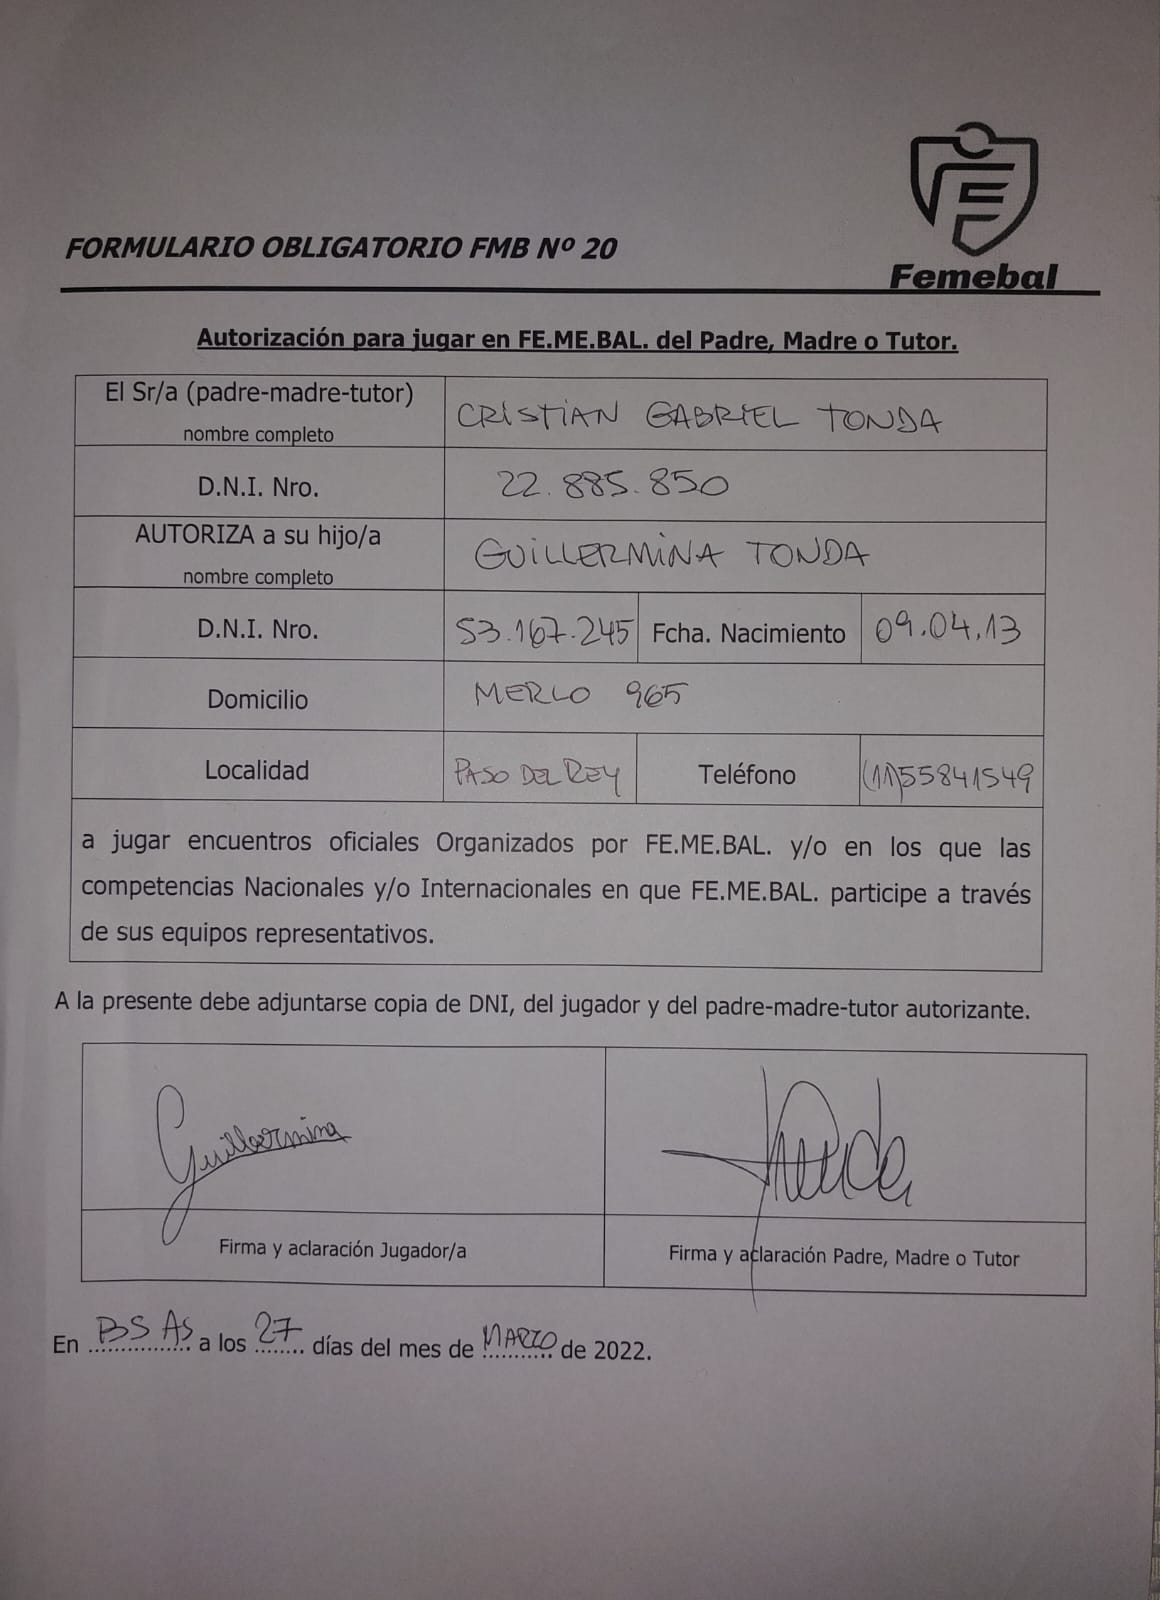 Femebal
FORMULARIO OBLIGATORIO FMB Nº 20
Autorización para jugar en FE.ME.BAL. del Padre, Madre o Tutor.
El Sr/a (padre-madre-tutor)
nombre completo
CRISTIAN GABRIEL TONDA
D.N.I. Nro.
22.885.850
AUTORIZA a su hijo/a
nombre completo
GUILLERMINA TONDA
D.N.I. Nro.
53.167.245
Fcha. Nacimiento
09.04.13
Domicilio
MERLO 965
Localidad
PASO DEL REY
Teléfono
(11)55841549
a jugar encuentros oficiales Organizados por FE.ME.BAL. y/o en los que las
competencias Nacionales y/o Internacionales en que FE.ME.BAL. participe a través
de sus equipos representativos.
A la presente debe adjuntarse copia de DNI, del jugador y del padre-madre-tutor autorizante.
Guillermina
Tonda
Firma y aclaración Jugador/a
Firma y aclaración Padre, Madre o Tutor
En BS AS a los 27 días del mes de MARZO de 2022.